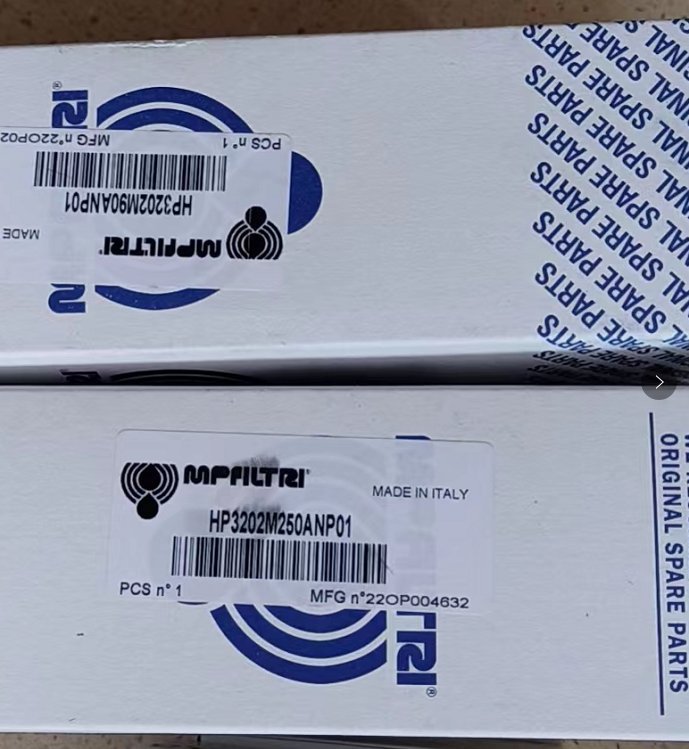 PCS n° 1
MFG n°22OP02
HP3202M90ANP01
MADE
MPFILTRI®
ORIGINAL SPARE PARTS
MPFILTRI®
MADE IN ITALY
HP3202M250ANP01
PCS n° 1
MFG n°22OP004632
TRI®
ORIGINAL SPARE PARTS